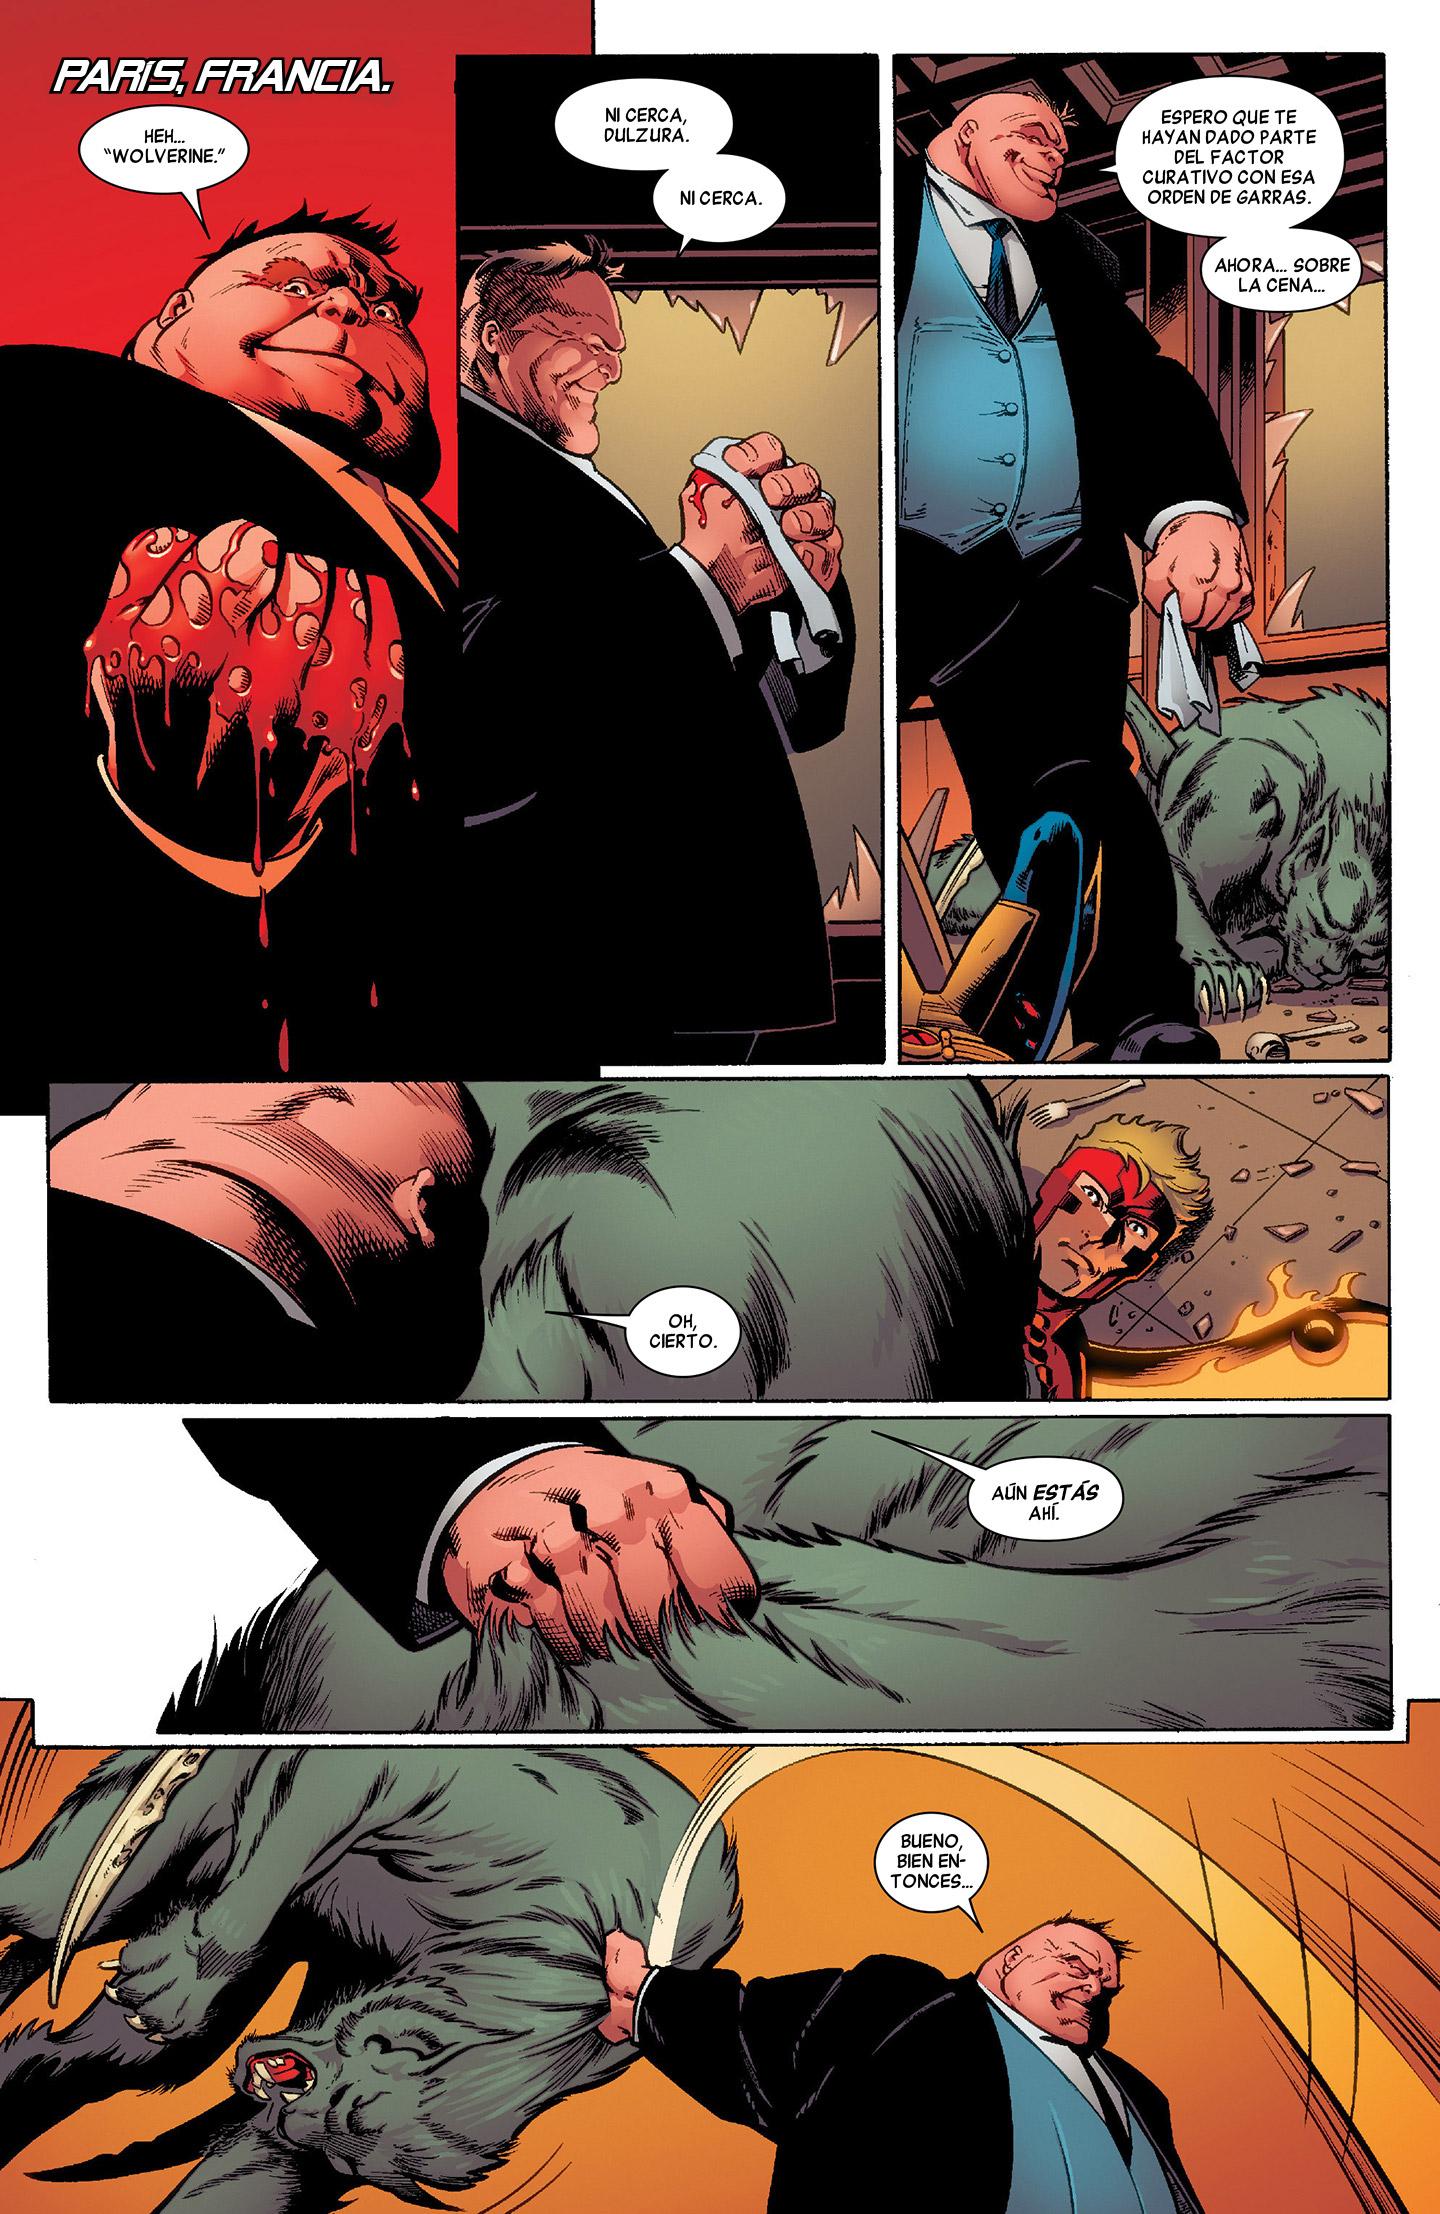 PARÍS, FRANCIA.
HEH...
"WOLVERINE."
NI CERCA,
DULZURA.
NI CERCA.
ESPERO QUE TE
HAYAN DADO PARTE
DEL FACTOR
CURATIVO CON ESA
ORDEN DE GARRAS.
AHORA... SOBRE
LA CENA...
OH,
CIERTO.
AÚN ESTÁS
AHÍ.
BUENO,
BIEN EN-
TONCES...